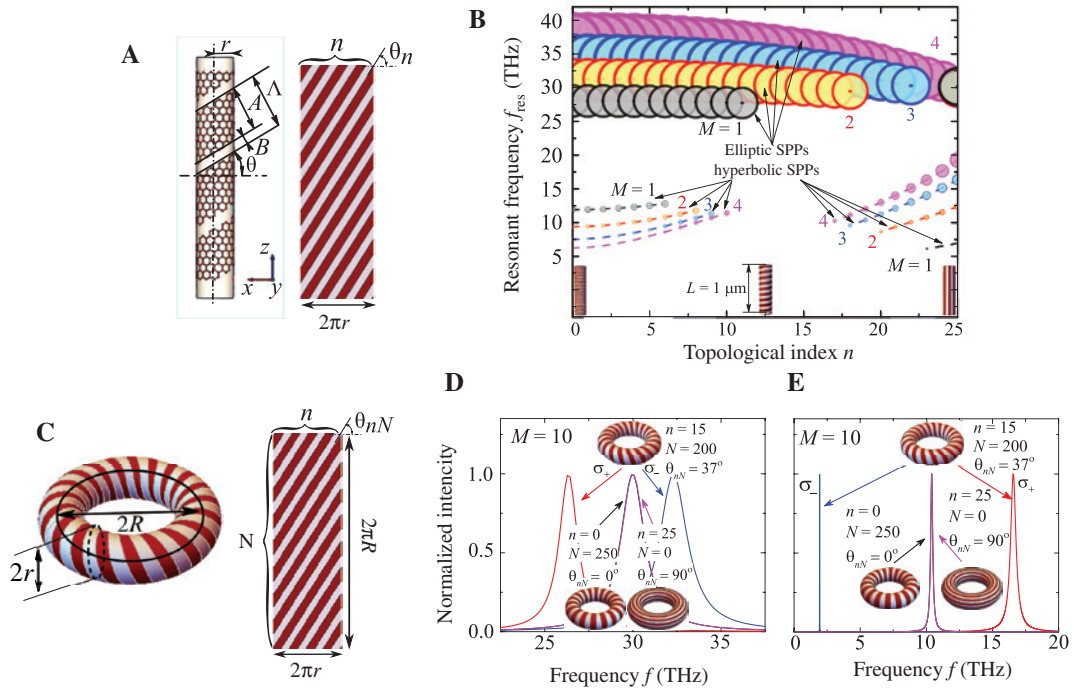 A
r
n
θn
A
Λ
B
θ
z
x
y
2πr
B
Resonant frequency fres (THz)
40
35
30
25
20
15
10
5
4
3
2
M = 1
Elliptic SPPs
hyperbolic SPPs
M = 1
2
3
4
4
3
2
M = 1
L = 1 μm
0
5
10
15
20
25
Topological index n
C
2R
2r
n
θnN
N
2πR
2πr
D
M = 10
n = 15
N = 200
θnN = 37°
σ+
σ−
n = 0
N = 250
θnN = 0°
n = 25
N = 0
θnN = 90°
Normalized intencity
1.0
0.5
0.0
25
30
35
Frequency f (THz)
E
M = 10
n = 15
N = 200
θnN = 37°
σ−
σ+
n = 0
N = 250
θnN = 0°
n = 25
N = 0
θnN = 90°
0
5
10
15
20
Frequency f (THz)